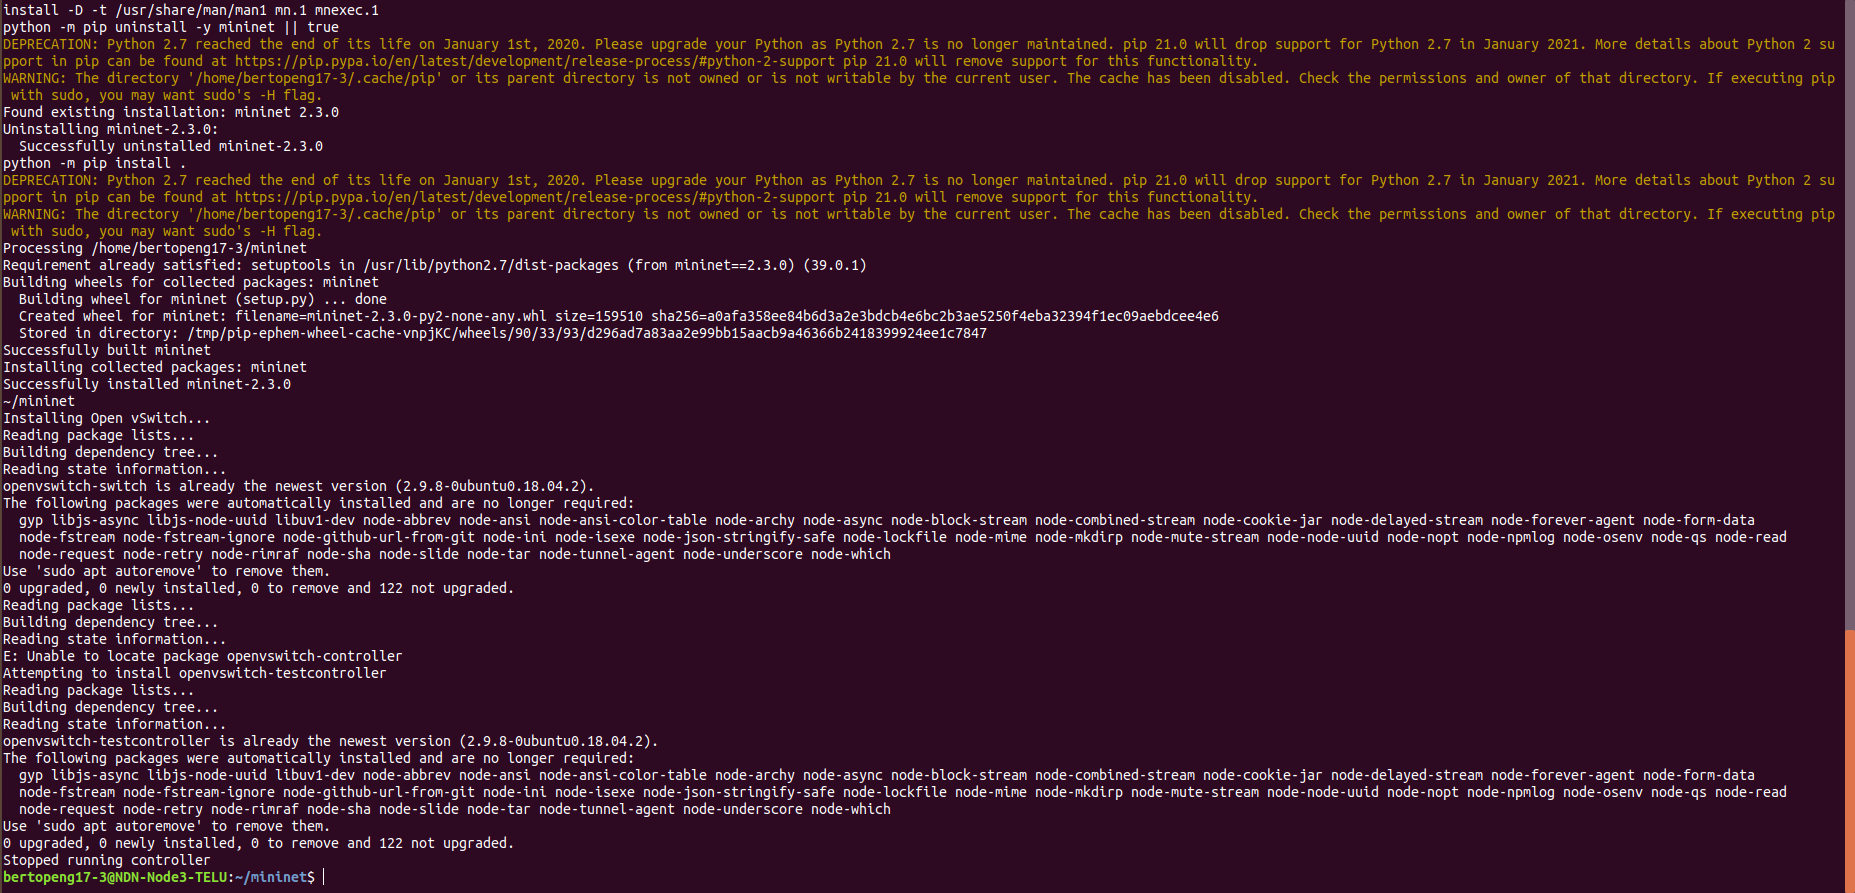 install -D -t /usr/share/man/man1 mn.1 mnexec.1
python -m pip uninstall -y mininet || true
DEPRECATION: Python 2.7 reached the end of its life on January 1st, 2020. Please upgrade your Python as Python 2.7 is no longer maintained. pip 21.0 will drop support for Python 2.7 in January 2021. More details about Python 2 su
pport in pip can be found at https://pip.pypa.io/en/latest/development/release-process/#python-2-support pip 21.0 will remove support for this functionality.
WARNING: The directory '/home/bertopeng17-3/.cache/pip' or its parent directory is not owned or is not writable by the current user. The cache has been disabled. Check the permissions and owner of that directory. If executing pip
 with sudo, you may want sudo's -H flag.
Found existing installation: mininet 2.3.0
Uninstalling mininet-2.3.0:
  Successfully uninstalled mininet-2.3.0
python -m pip install .
DEPRECATION: Python 2.7 reached the end of its life on January 1st, 2020. Please upgrade your Python as Python 2.7 is no longer maintained. pip 21.0 will drop support for Python 2.7 in January 2021. More details about Python 2 su
pport in pip can be found at https://pip.pypa.io/en/latest/development/release-process/#python-2-support pip 21.0 will remove support for this functionality.
WARNING: The directory '/home/bertopeng17-3/.cache/pip' or its parent directory is not owned or is not writable by the current user. The cache has been disabled. Check the permissions and owner of that directory. If executing pip
 with sudo, you may want sudo's -H flag.
Processing /home/bertopeng17-3/mininet
Requirement already satisfied: setuptools in /usr/lib/python2.7/dist-packages (from mininet==2.3.0) (39.0.1)
Building wheels for collected packages: mininet
  Building wheel for mininet (setup.py) ... done
  Created wheel for mininet: filename=mininet-2.3.0-py2-none-any.whl size=159510 sha256=a0afa358ee84b6d3a2e3bdcb4e6bc2b3ae5250f4eba32394f1ec09aebdcee4e6
  Stored in directory: /tmp/pip-ephem-wheel-cache-vnpjKC/wheels/90/33/93/d296ad7a83aa2e99bb15aacb9a46366b2418399924ee1c7847
Successfully built mininet
Installing collected packages: mininet
Successfully installed mininet-2.3.0
~/mininet
Installing Open vSwitch...
Reading package lists...
Building dependency tree...
Reading state information...
openvswitch-switch is already the newest version (2.9.8-0ubuntu0.18.04.2).
The following packages were automatically installed and are no longer required:
  gyp libjs-async libjs-node-uuid libuv1-dev node-abbrev node-ansi node-ansi-color-table node-archy node-async node-block-stream node-combined-stream node-cookie-jar node-delayed-stream node-forever-agent node-form-data
  node-fstream node-fstream-ignore node-github-url-from-git node-ini node-isexe node-json-stringify-safe node-lockfile node-mime node-mkdirp node-mute-stream node-node-uuid node-nopt node-npmlog node-osenv node-qs node-read
  node-request node-retry node-rimraf node-sha node-slide node-tar node-tunnel-agent node-underscore node-which
Use 'sudo apt autoremove' to remove them.
0 upgraded, 0 newly installed, 0 to remove and 122 not upgraded.
Reading package lists...
Building dependency tree...
Reading state information...
E: Unable to locate package openvswitch-controller
Attempting to install openvswitch-testcontroller
Reading package lists...
Building dependency tree...
Reading state information...
openvswitch-testcontroller is already the newest version (2.9.8-0ubuntu0.18.04.2).
The following packages were automatically installed and are no longer required:
  gyp libjs-async libjs-node-uuid libuv1-dev node-abbrev node-ansi node-ansi-color-table node-archy node-async node-block-stream node-combined-stream node-cookie-jar node-delayed-stream node-forever-agent node-form-data
  node-fstream node-fstream-ignore node-github-url-from-git node-ini node-isexe node-json-stringify-safe node-lockfile node-mime node-mkdirp node-mute-stream node-node-uuid node-nopt node-npmlog node-osenv node-qs node-read
  node-request node-retry node-rimraf node-sha node-slide node-tar node-tunnel-agent node-underscore node-which
Use 'sudo apt autoremove' to remove them.
0 upgraded, 0 newly installed, 0 to remove and 122 not upgraded.
Stopped running controller
bertopeng17-3@NDN-Node3-TELU:~/mininet$